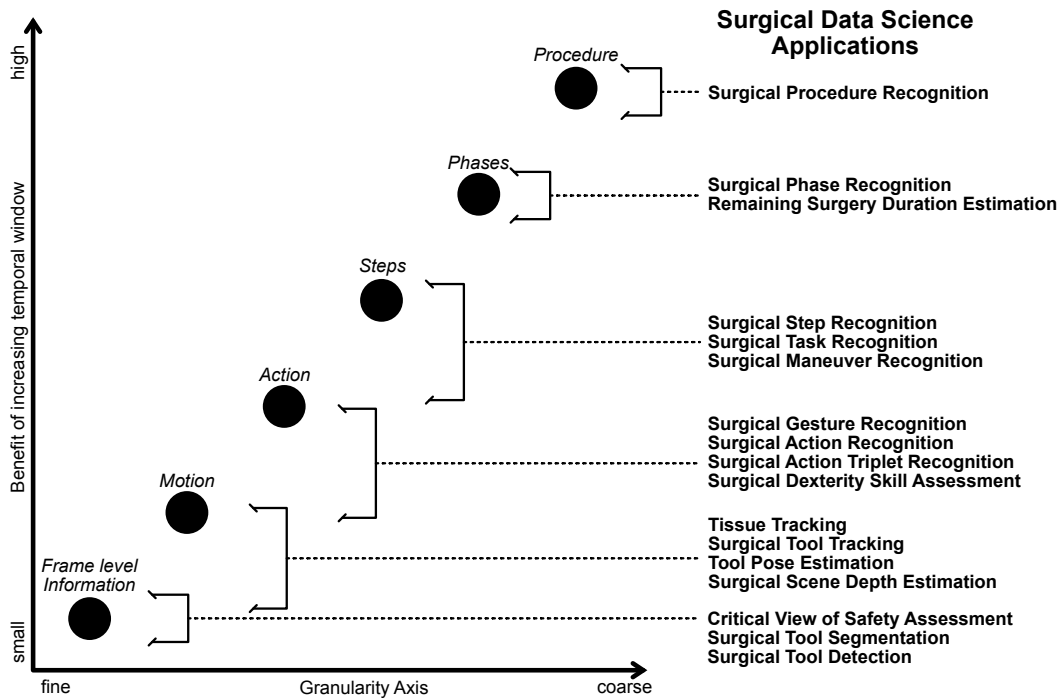 Surgical Data Science
Applications
high
Procedure
Surgical Procedure Recognition
Phases
Surgical Phase Recognition
Remaining Surgery Duration Estimation
Benefit of increasing temporal window
Steps
Surgical Step Recognition
Surgical Task Recognition
Surgical Maneuver Recognition
Action
Surgical Gesture Recognition
Surgical Action Recognition
Surgical Action Triplet Recognition
Surgical Dexterity Skill Assessment
Motion
Tissue Tracking
Surgical Tool Tracking
Tool Pose Estimation
Surgical Scene Depth Estimation
Frame level
Information
Critical View of Safety Assessment
Surgical Tool Segmentation
Surgical Tool Detection
small
fine
Granularity Axis
coarse